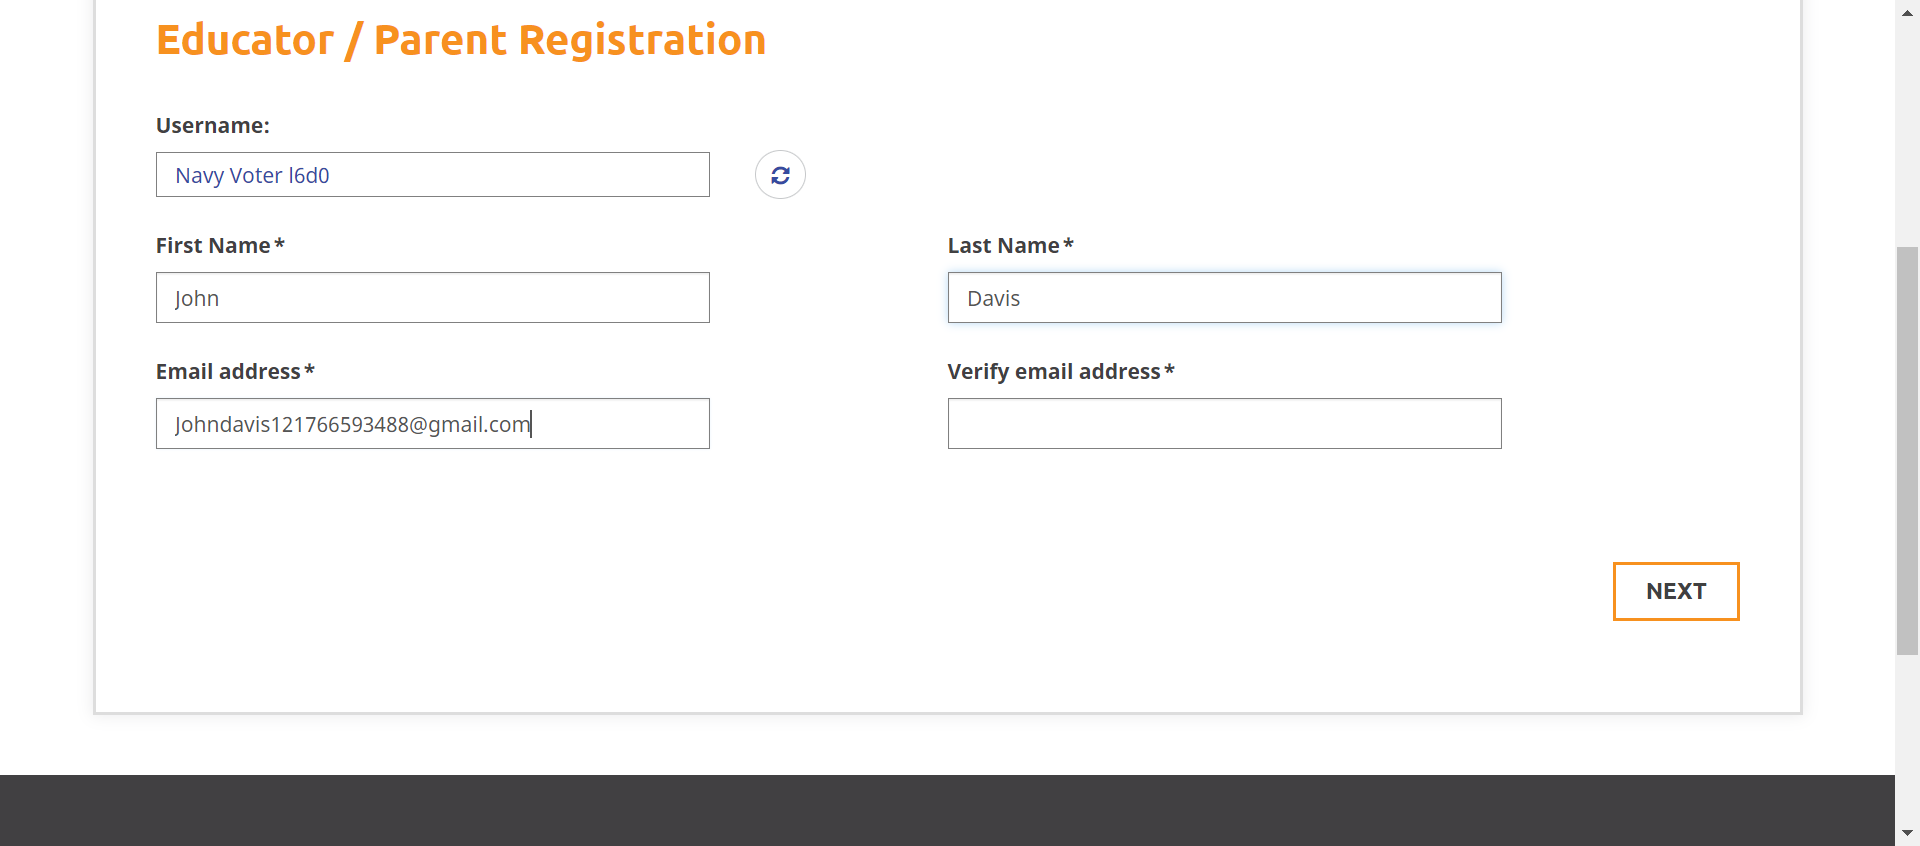 Educator / Parent Registration
Username:
Navy Voter l6d0
First Name*
Last Name*
John
Davis
Email address*
Verify email address*
Johndavis121766593488@gmail.com
NEXT